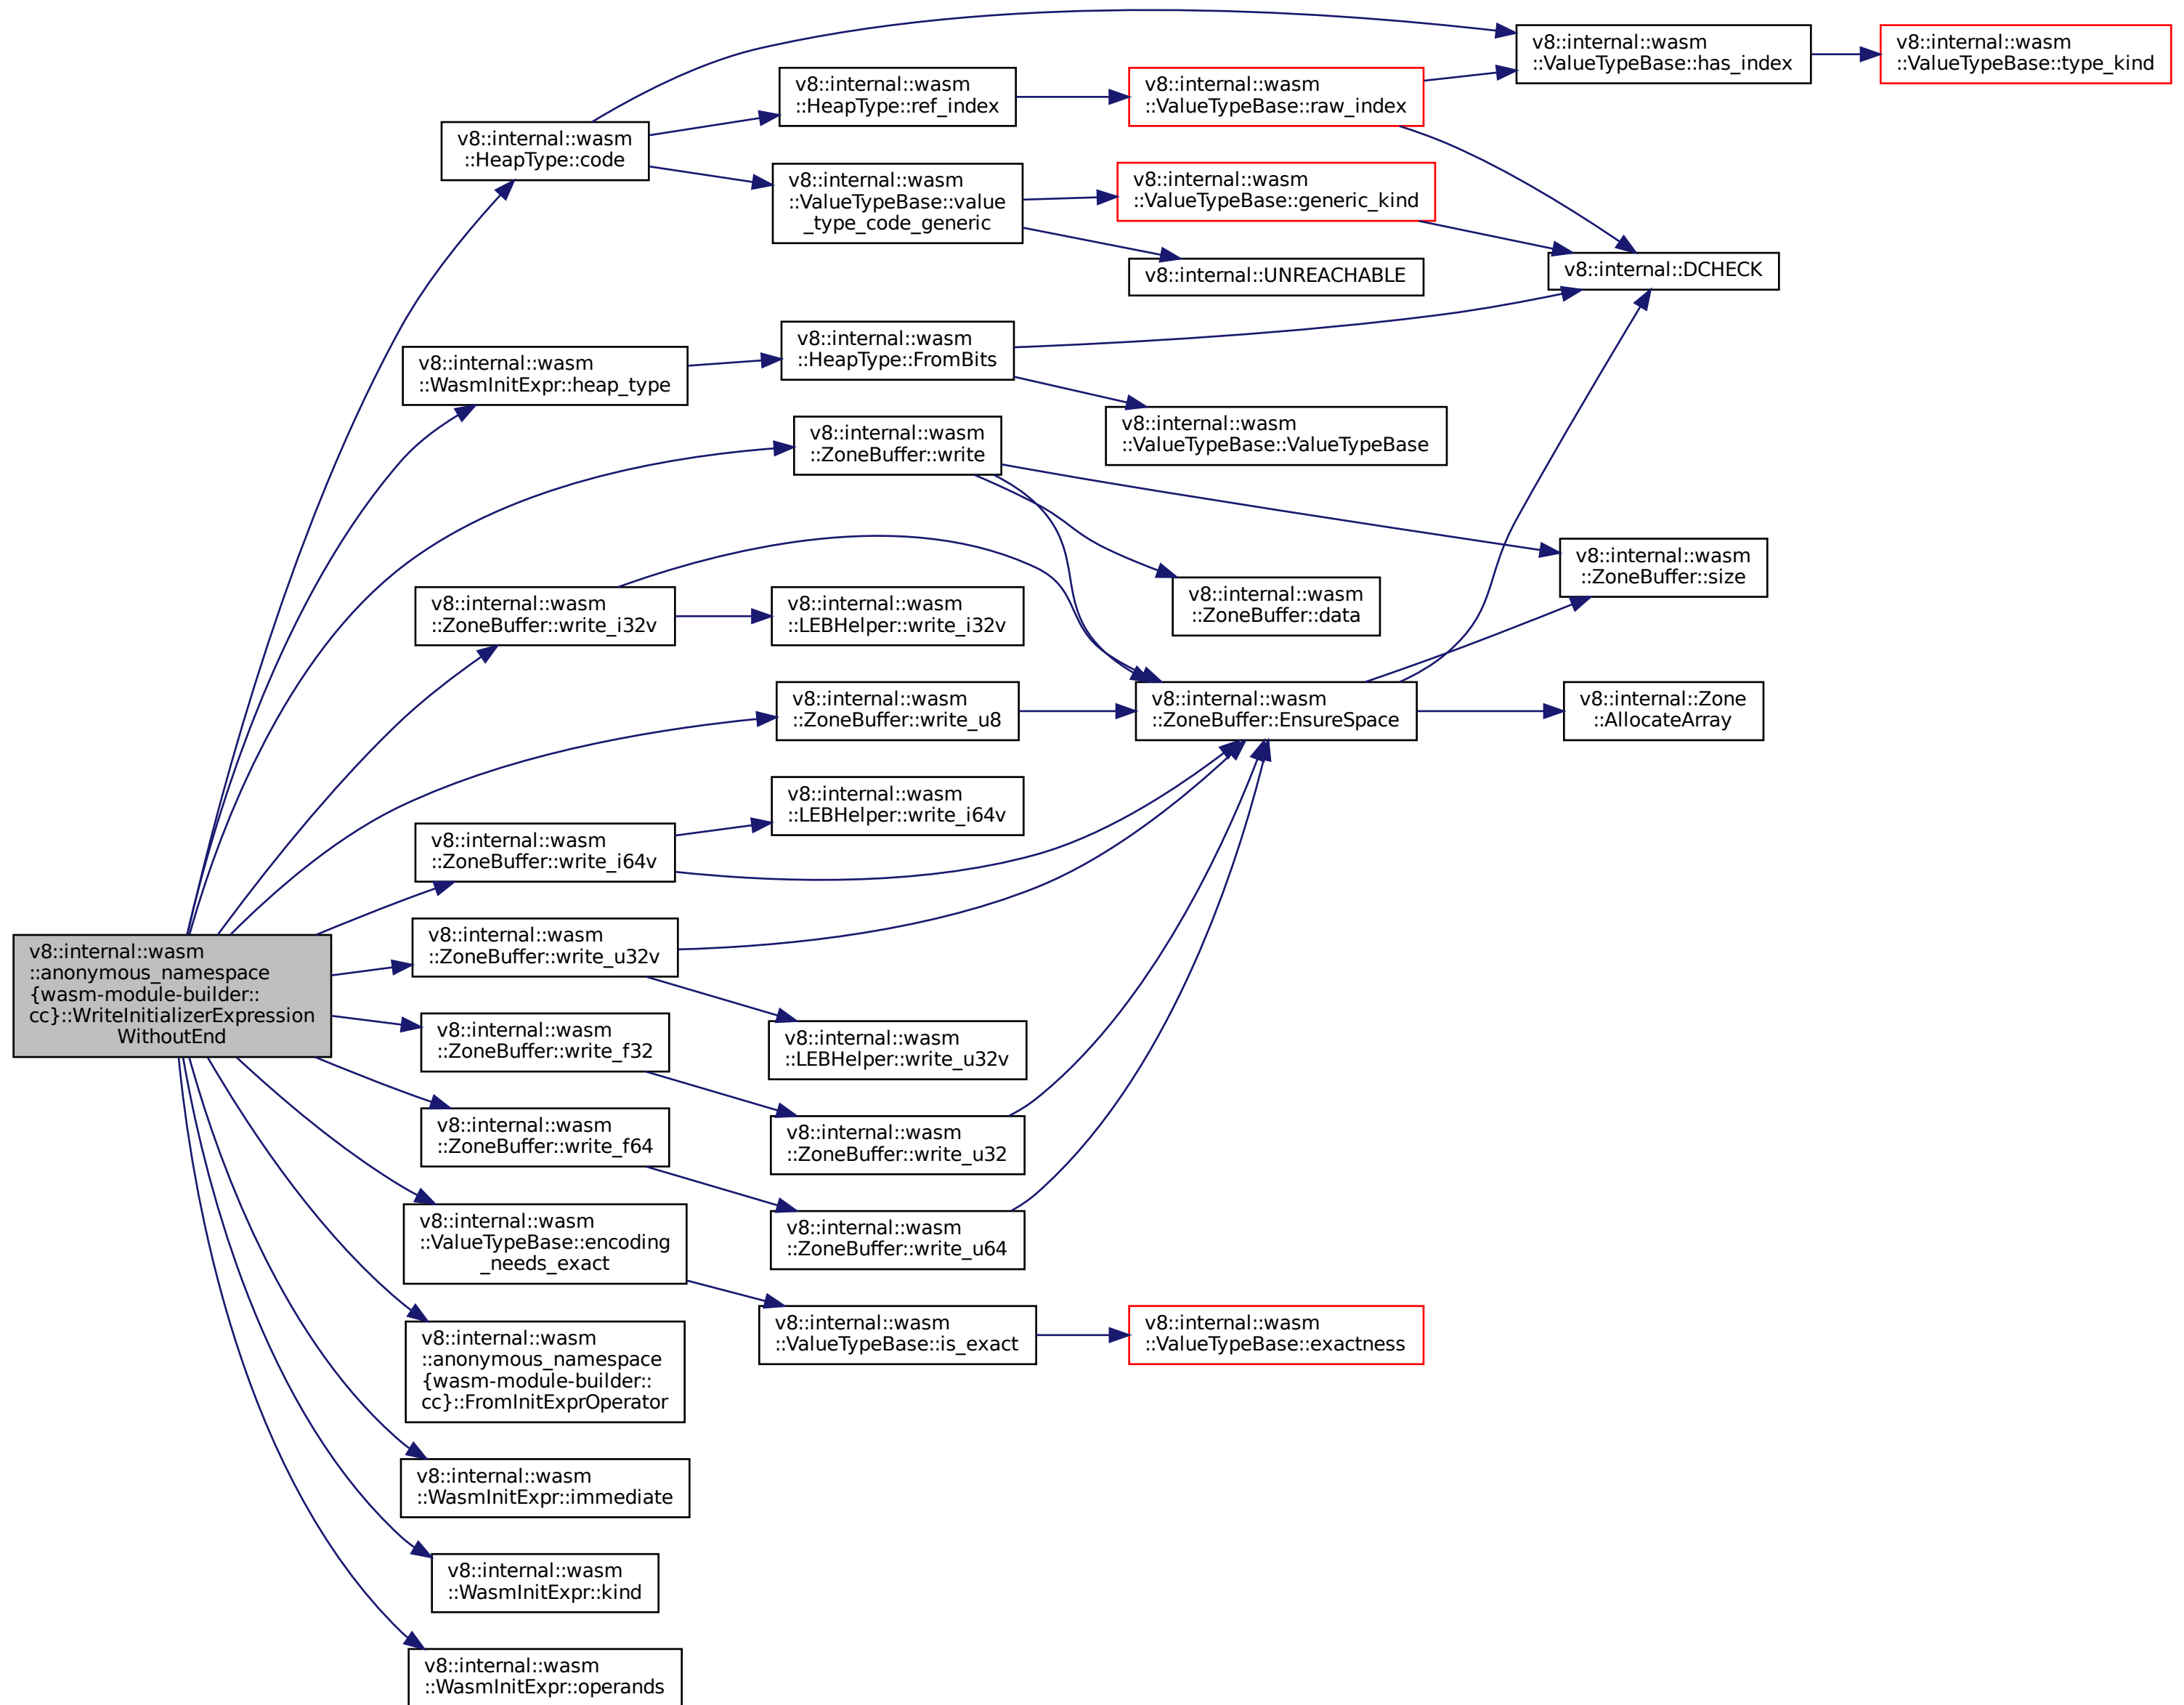 v8::internal::wasm
::ValueTypeBase::has_index
v8::internal::wasm
::ValueTypeBase::type_kind
v8::internal::wasm
::HeapType::ref_index
v8::internal::wasm
::ValueTypeBase::raw_index
v8::internal::wasm
::HeapType::code
v8::internal::wasm
::ValueTypeBase::value
_type_code_generic
v8::internal::wasm
::ValueTypeBase::generic_kind
v8::internal::UNREACHABLE
v8::internal::DCHECK
v8::internal::wasm
::WasmInitExpr::heap_type
v8::internal::wasm
::HeapType::FromBits
v8::internal::wasm
::ValueTypeBase::ValueTypeBase
v8::internal::wasm
::ZoneBuffer::write
v8::internal::wasm
::ZoneBuffer::size
v8::internal::wasm
::ZoneBuffer::data
v8::internal::wasm
::ZoneBuffer::write_i32v
v8::internal::wasm
::LEBHelper::write_i32v
v8::internal::wasm
::ZoneBuffer::write_u8
v8::internal::wasm
::ZoneBuffer::EnsureSpace
v8::internal::Zone
::AllocateArray
v8::internal::wasm
::LEBHelper::write_i64v
v8::internal::wasm
::ZoneBuffer::write_i64v
v8::internal::wasm
::ZoneBuffer::write_u32v
v8::internal::wasm
::anonymous_namespace
{wasm-module-builder::
cc}::WriteInitializerExpression
WithoutEnd
v8::internal::wasm
::ZoneBuffer::write_f32
v8::internal::wasm
::LEBHelper::write_u32v
v8::internal::wasm
::ZoneBuffer::write_f64
v8::internal::wasm
::ZoneBuffer::write_u32
v8::internal::wasm
::ZoneBuffer::write_u64
v8::internal::wasm
::ValueTypeBase::encoding
_needs_exact
v8::internal::wasm
::ValueTypeBase::is_exact
v8::internal::wasm
::ValueTypeBase::exactness
v8::internal::wasm
::anonymous_namespace
{wasm-module-builder::
cc}::FromInitExprOperator
v8::internal::wasm
::WasmInitExpr::immediate
v8::internal::wasm
::WasmInitExpr::kind
v8::internal::wasm
::WasmInitExpr::operands